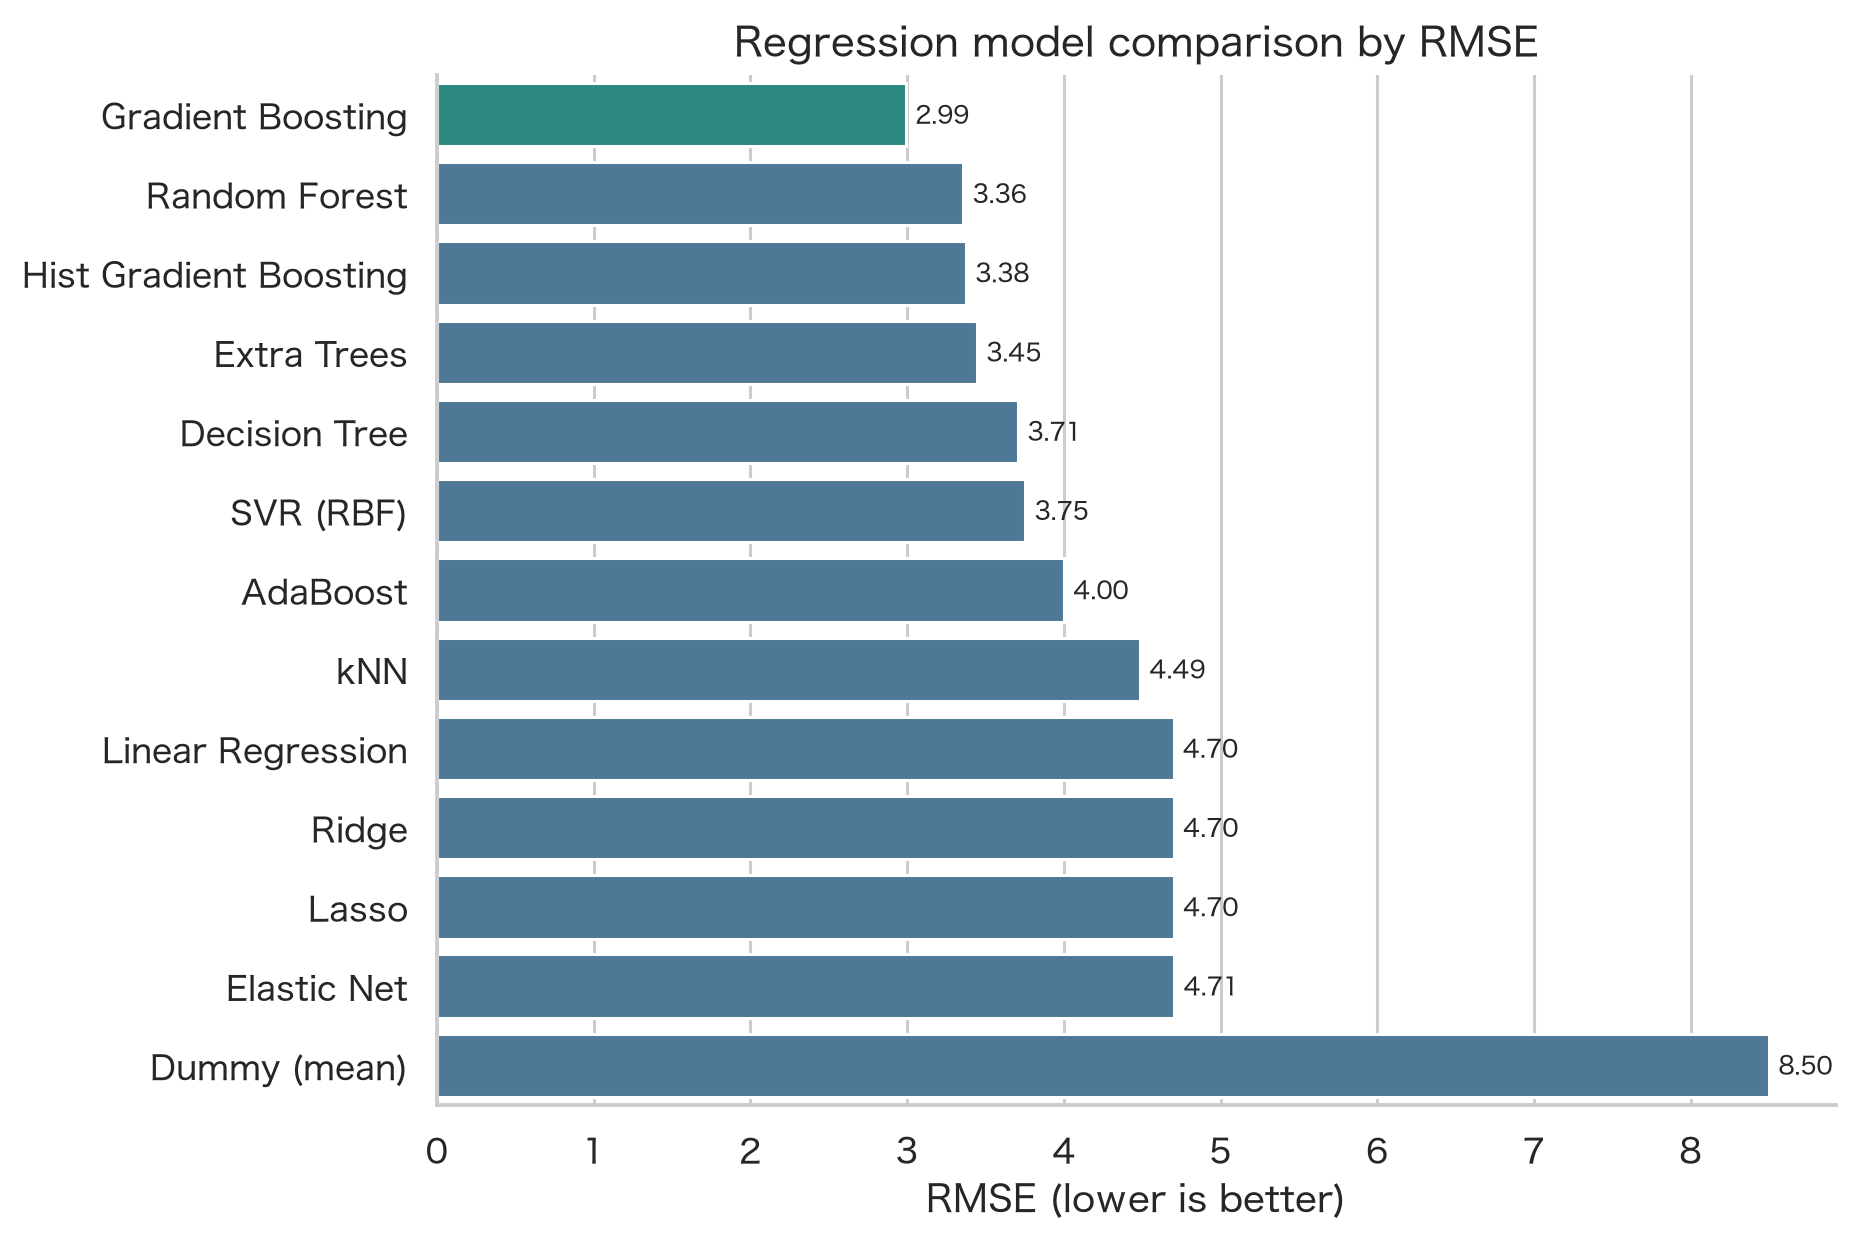 Regression model comparison by RMSE
Gradient Boosting 2.99
Random Forest 3.36
Hist Gradient Boosting 3.38
Extra Trees 3.45
Decision Tree 3.71
SVR (RBF) 3.75
AdaBoost 4.00
kNN 4.49
Linear Regression 4.70
Ridge 4.70
Lasso 4.70
Elastic Net 4.71
Dummy (mean) 8.50
0 1 2 3 4 5 6 7 8
RMSE (lower is better)